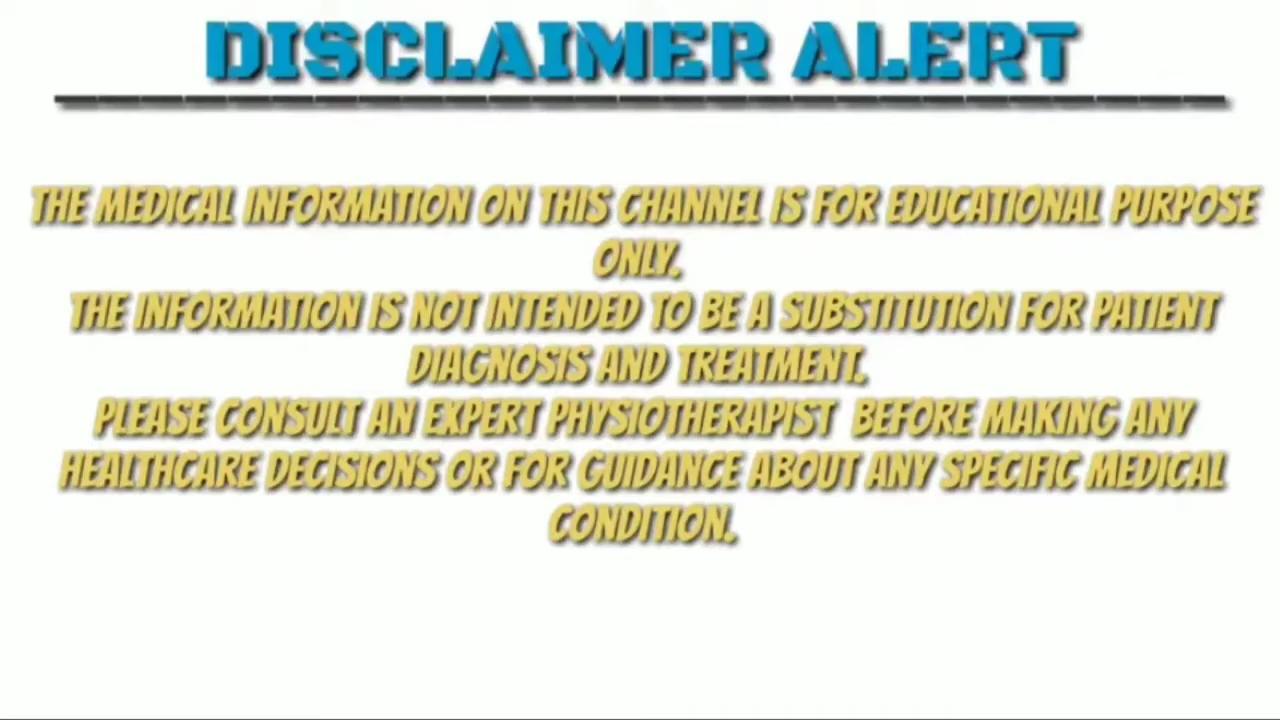 DISCLAIMER ALERT
THE MEDICAL INFORMATION ON THIS CHANNEL IS FOR EDUCATIONAL PURPOSE
ONLY.
THE INFORMATION IS NOT INTENDED TO BE A SUBSTITUTION FOR PATIENT
DIAGNOSIS AND TREATMENT.
PLEASE CONSULT AN EXPERT PHYSIOTHERAPIST BEFORE MAKING ANY
HEALTHCARE DECISIONS OR FOR GUIDANCE ABOUT ANY SPECIFIC MEDICAL
CONDITION.